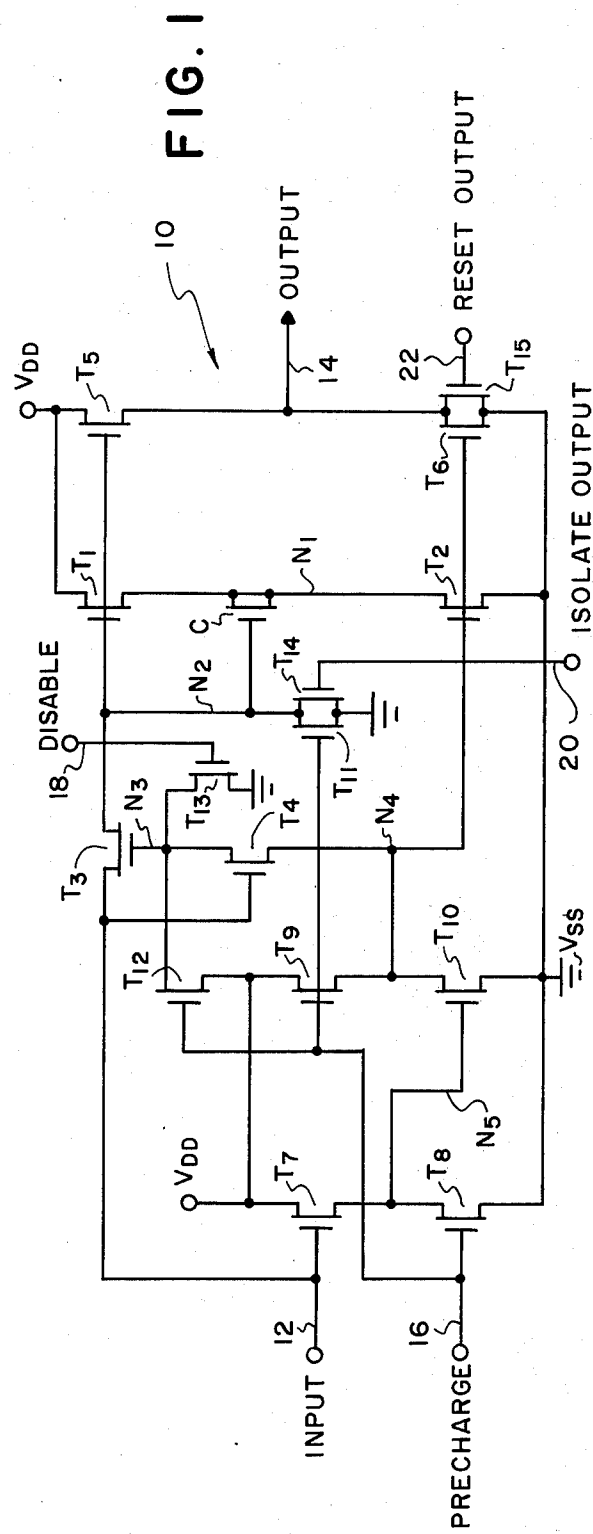 FIG. 1
10
VDD
T5
OUTPUT
14
RESET OUTPUT
22
T15
T6
T1
N1
C
T2
ISOLATE OUTPUT
DISABLE
18
N2
T14
T11
20
T3
N3
T13
T4
N4
T12
T9
T10
VSS
N5
VDD
T7
T8
INPUT
12
PRECHARGE
16